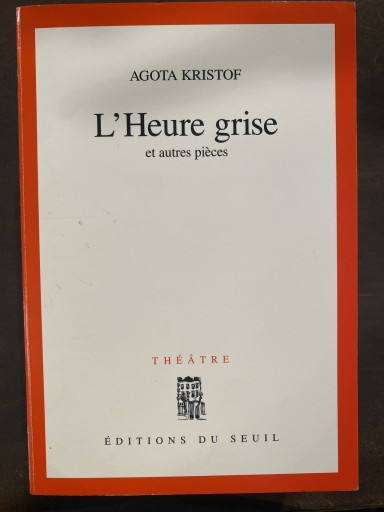 AGOTA KRISTOF
L'Heure grise
et autres pièces
THÉÂTRE
ÉDITIONS DU SEUIL